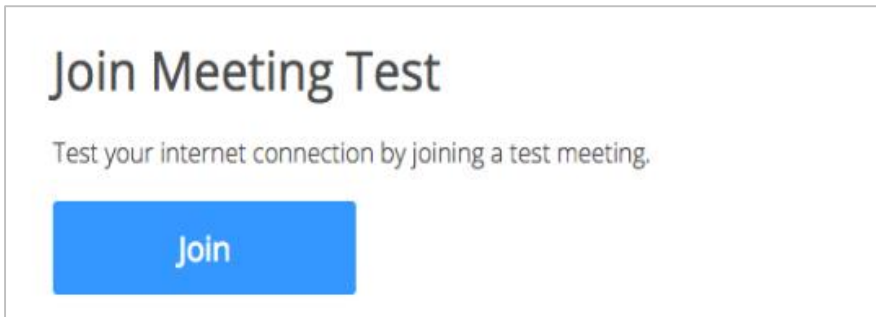 Join Meeting Test
Test your internet connection by joining a test meeting.
Join